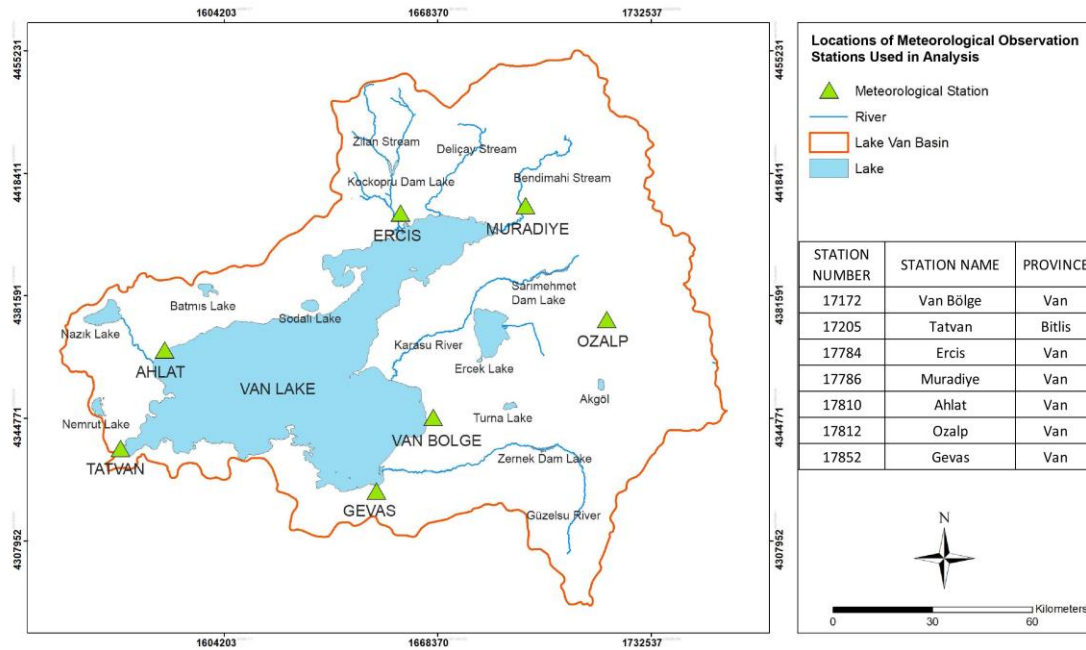 1604203
1668370
1732537
4455231
4455231
Zilan Stream
Deliçay Stream
4418411
4418411
Kockopru Dam Lake
Bendimahi Stream
ERCIS
MURADIYE
4381591
4381591
Batmıs Lake
Sodalı Lake
Sarımehmet
Dam Lake
Nazık Lake
Karasu River
OZALP
AHLAT
Ercek Lake
VAN LAKE
Akgöl
4344771
4344771
Nemrut Lake
Turna Lake
VAN BOLGE
TATVAN
Zernek Dam Lake
GEVAS
Güzelsu River
4307952
4307952
1604203
1668370
1732537
Locations of Meteorological Observation
Stations Used in Analysis
Meteorological Station
River
Lake Van Basin
Lake
STATION NUMBER STATION NAME PROVINCE
17172 Van Bölge Van
17205 Tatvan Bitlis
17784 Ercis Van
17786 Muradiye Van
17810 Ahlat Van
17812 Ozalp Van
17852 Gevas Van
N
Kilometers
0 30 60